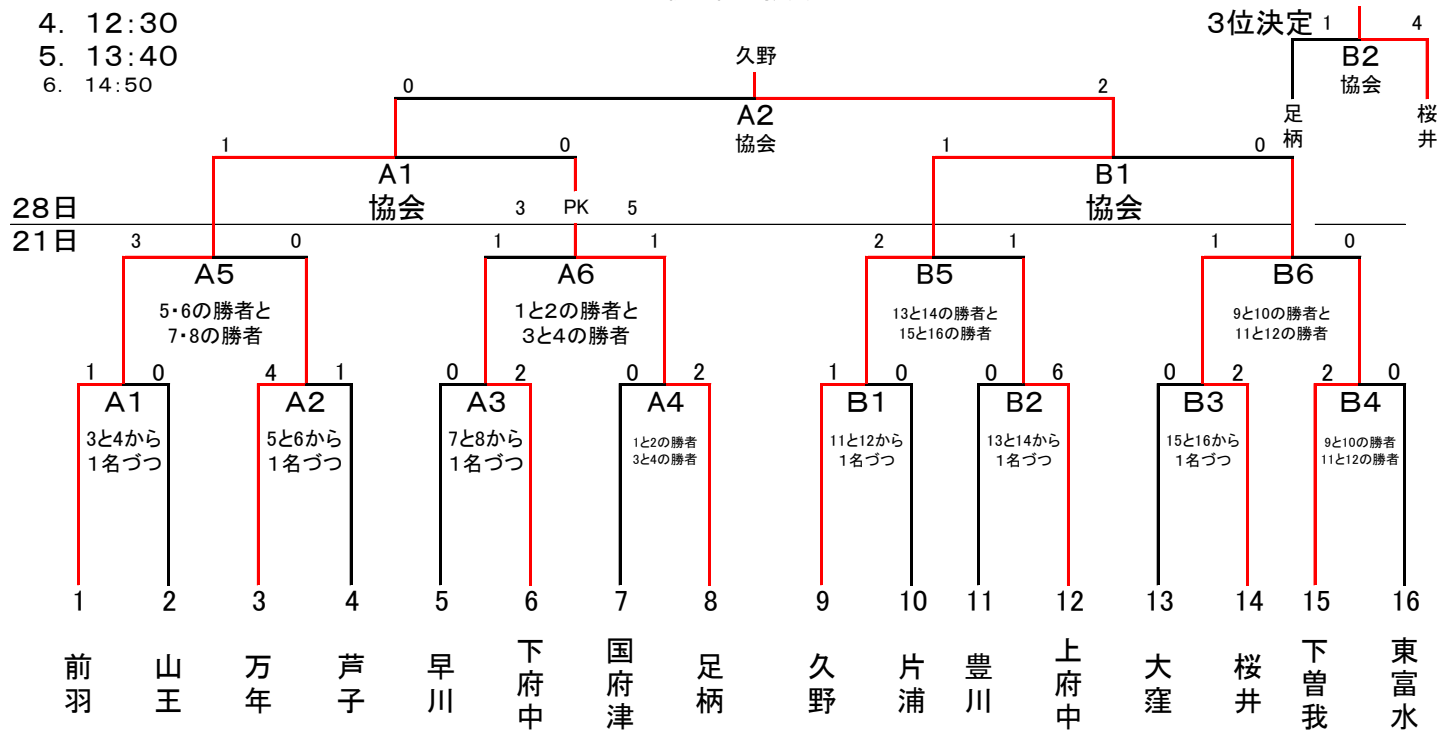 4. 12:30
5. 13:40
6. 14:50
3位決定 1 4
B2
協会
足柄
桜井
久野
0 2
A2
協会
1 0 1 0
A1 B1
協会 協会
28日 3 PK 5
21日 3 0 1 1 2 1 1 0
A5 A6 B5 B6
5・6の勝者と 1と2の勝者と 13と14の勝者と 9と10の勝者と
7・8の勝者 3と4の勝者 15と16の勝者 11と12の勝者
1 0 4 1 0 2 0 2 1 0 0 6 0 2 2 0
A1 A2 A3 A4 B1 B2 B3 B4
3と4から 5と6から 7と8から 1と2の勝者 11と12から 13と14から 15と16から 9と10の勝者
1名づつ 1名づつ 1名づつ 3と4の勝者 1名づつ 1名づつ 1名づつ 11と12の勝者
1 2 3 4 5 6 7 8 9 10 11 12 13 14 15 16
前羽
山王
万年
芦子
早川
下府中
国府津
足柄
久野
片浦
豊川
上府中
大窪
桜井
下曽我
東富水